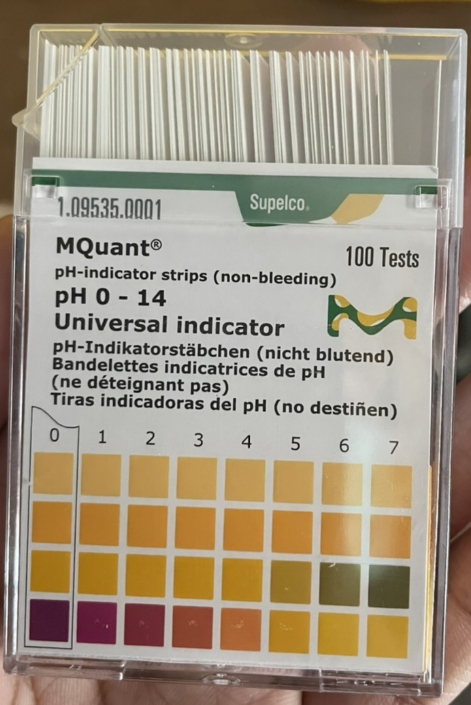 1.09535.0001
Supelco®
MQuant®
100 Tests
pH-indicator strips (non-bleeding)
pH 0 - 14
Universal indicator
pH-Indikatorstäbchen (nicht blutend)
Bandelettes indicatrices de pH
(ne déteignant pas)
Tiras indicadoras del pH (no destiñen)
0 1 2 3 4 5 6 7